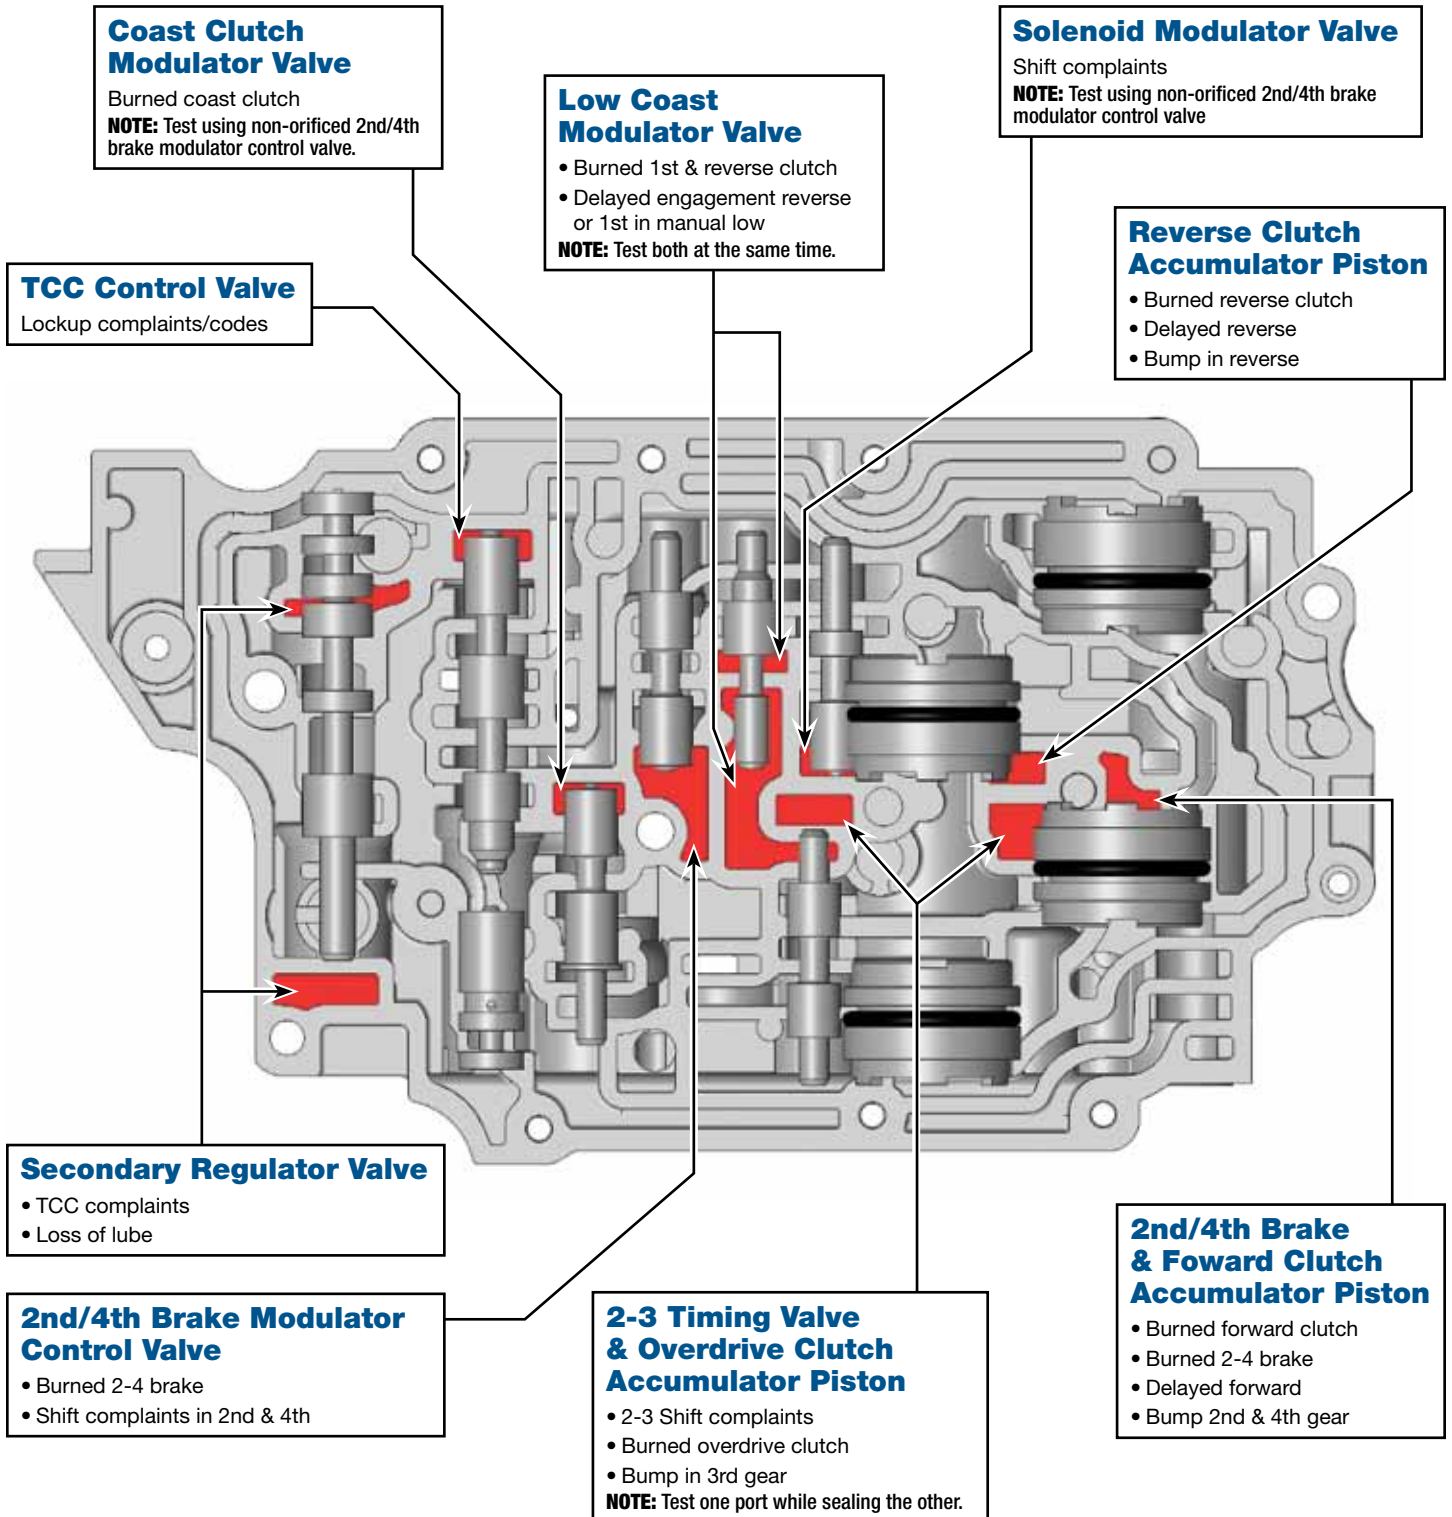 Coast Clutch
Modulator Valve
Burned coast clutch
NOTE: Test using non-orificed 2nd/4th
brake modulator control valve.
Low Coast
Modulator Valve
• Burned 1st & reverse clutch
• Delayed engagement reverse
or 1st in manual low
NOTE: Test both at the same time.
Solenoid Modulator Valve
Shift complaints
NOTE: Test using non-orificed 2nd/4th brake
modulator control valve
Reverse Clutch
Accumulator Piston
• Burned reverse clutch
• Delayed reverse
• Bump in reverse
TCC Control Valve
Lockup complaints/codes
Secondary Regulator Valve
• TCC complaints
• Loss of lube
2nd/4th Brake Modulator
Control Valve
• Burned 2-4 brake
• Shift complaints in 2nd & 4th
2-3 Timing Valve
& Overdrive Clutch
Accumulator Piston
• 2-3 Shift complaints
• Burned overdrive clutch
• Bump in 3rd gear
NOTE: Test one port while sealing the other.
2nd/4th Brake
& Foward Clutch
Accumulator Piston
• Burned forward clutch
• Burned 2-4 brake
• Delayed forward
• Bump 2nd & 4th gear